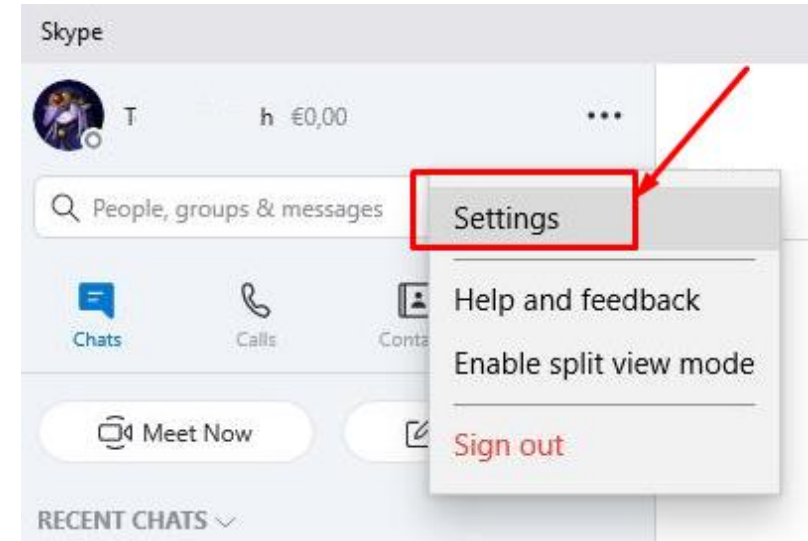 Skype
T h €0,00
People, groups & messages
Settings
Help and feedback
Enable split view mode
Sign out
Chats
Calls
Conta
Meet Now
RECENT CHATS